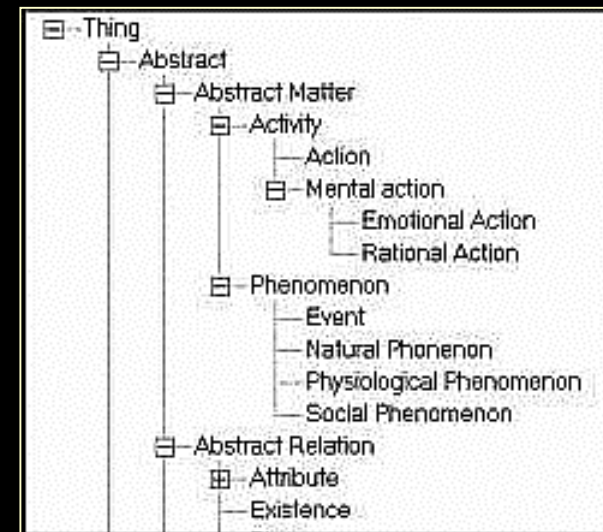 Thing
Abstract
Abstract Matter
Activity
Action
Mental action
Emotional Action
Rational Action
Phenomenon
Event
Natural Phonenon
Physiological Phenomenon
Social Phenomenon
Abstract Relation
Attribute
Existence